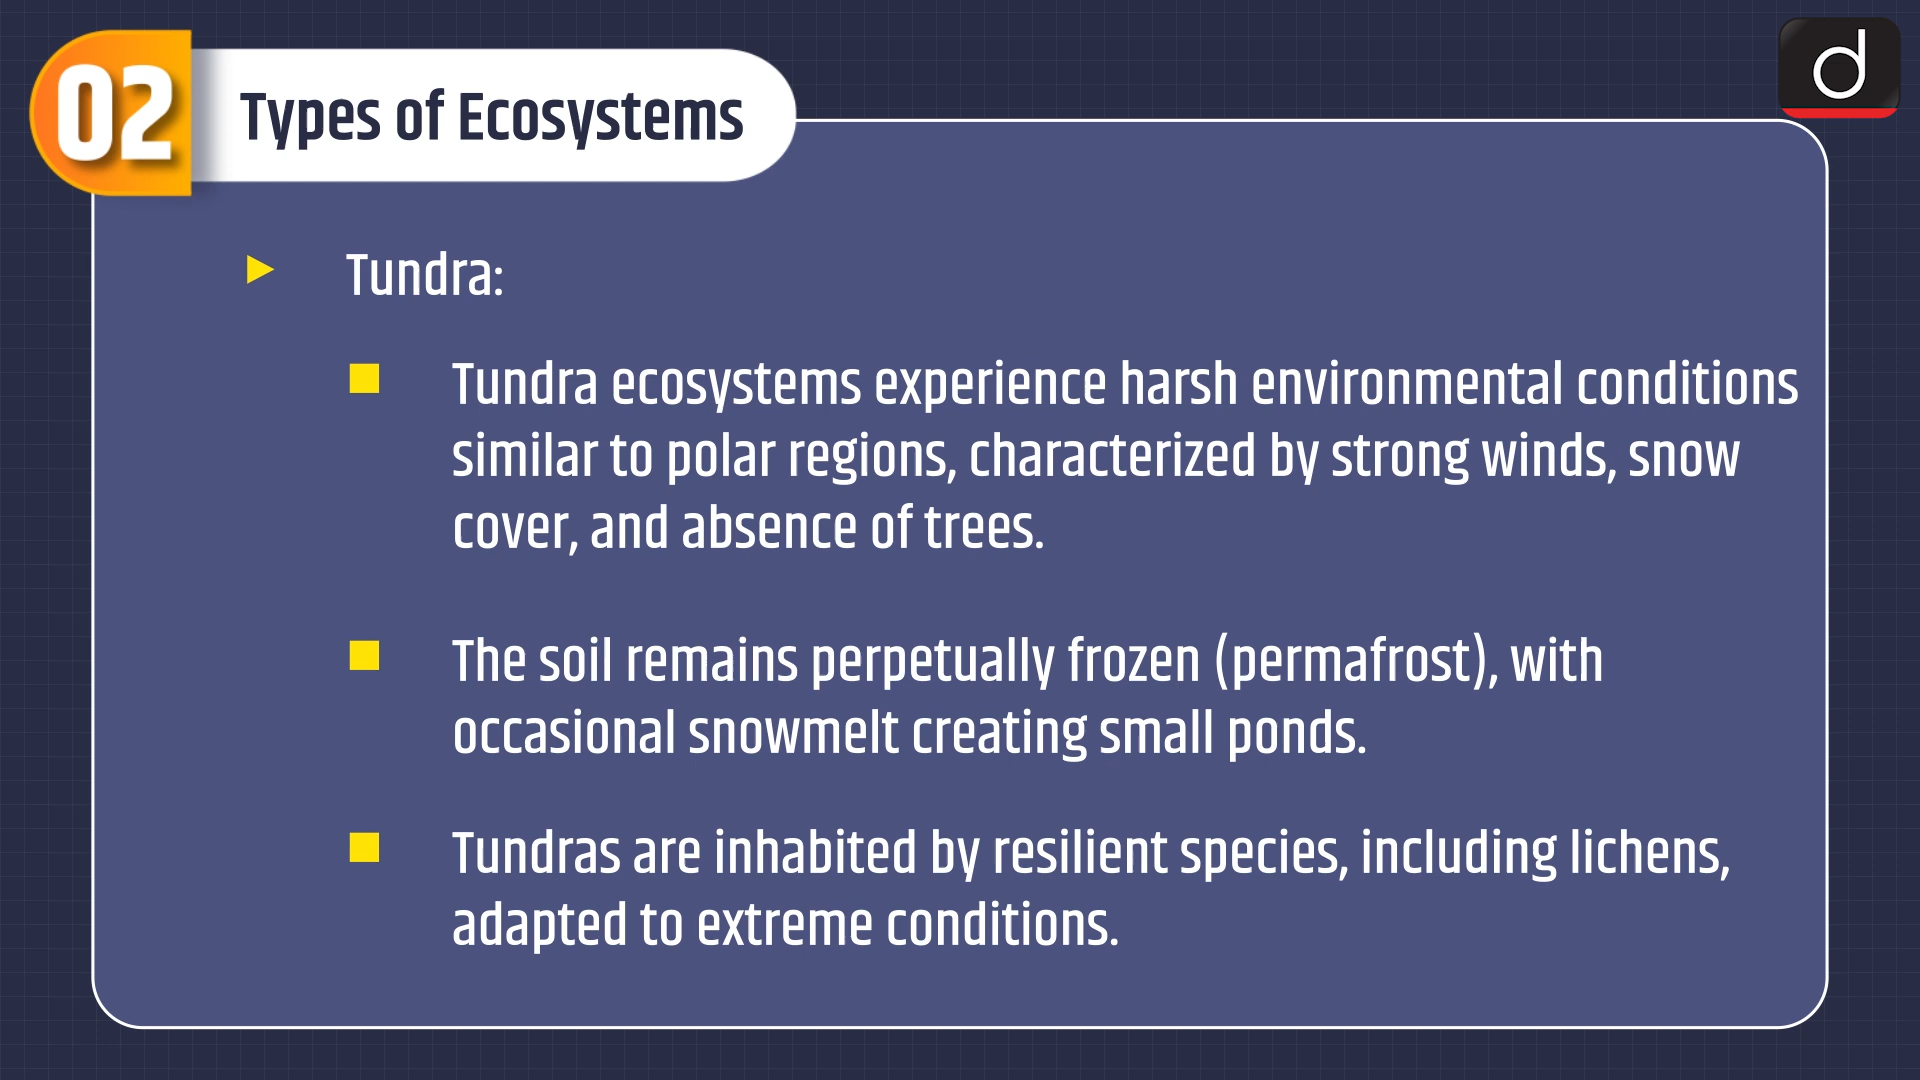 02
Types of Ecosystems
d
Tundra:
Tundra ecosystems experience harsh environmental conditions
similar to polar regions, characterized by strong winds, snow
cover, and absence of trees.
The soil remains perpetually frozen (permafrost), with
occasional snowmelt creating small ponds.
Tundras are inhabited by resilient species, including lichens,
adapted to extreme conditions.